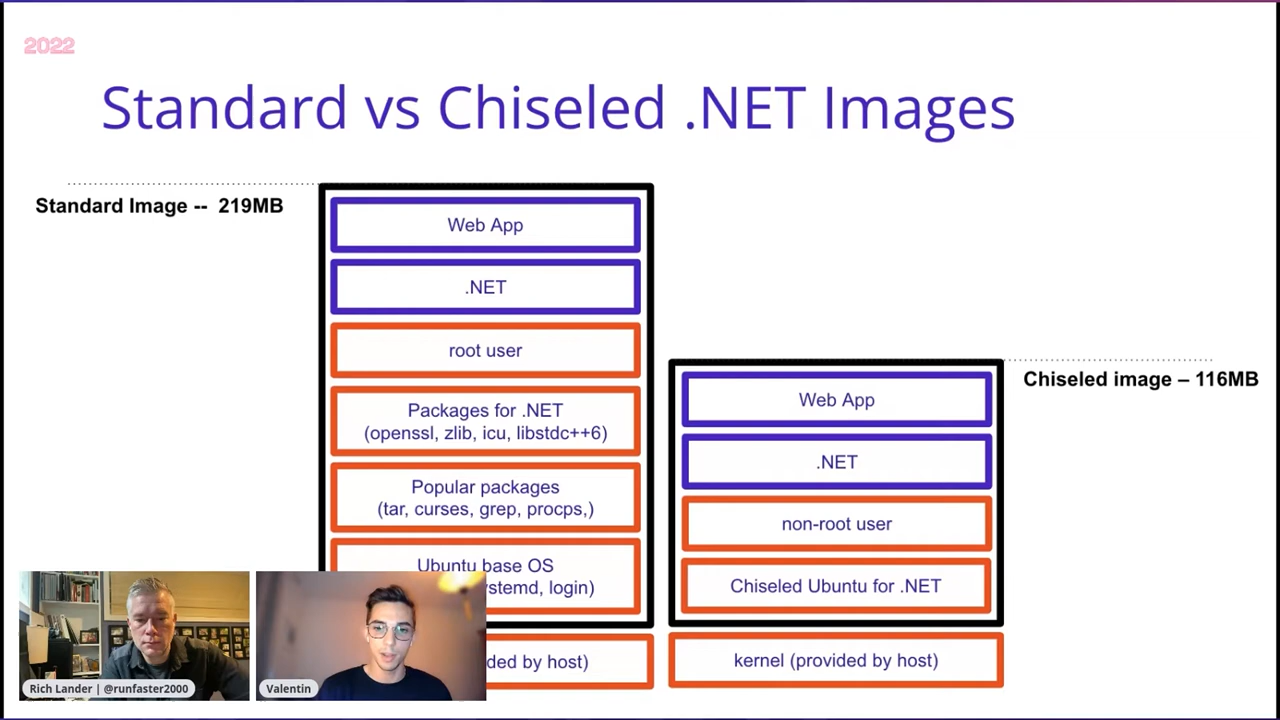 2022
Standard vs Chiseled .NET Images
Standard Image -- 219MB
Web App
.NET
root user
Packages for .NET
(openssl, zlib, icu, libstdc++6)
Popular packages
(tar, curses, grep, procps,)
Ubuntu base OS
ystemd, login)
ded by host)
Chiseled image – 116MB
Web App
.NET
non-root user
Chiseled Ubuntu for .NET
kernel (provided by host)
Rich Lander | @runfaster2000
Valentin